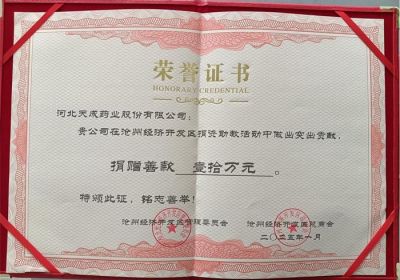 荣誉证书
HONORARY CREDENTIAL
河北天成药业股份有限公司：
贵公司在沧州经济开发区捐资助教活动中做出突出贡献，
捐赠善款 壹拾万元 。
特颁此证，铭志善举！
沧州经济开发区管理委员会 沧州经济开发区总商会
二〇二五年一月